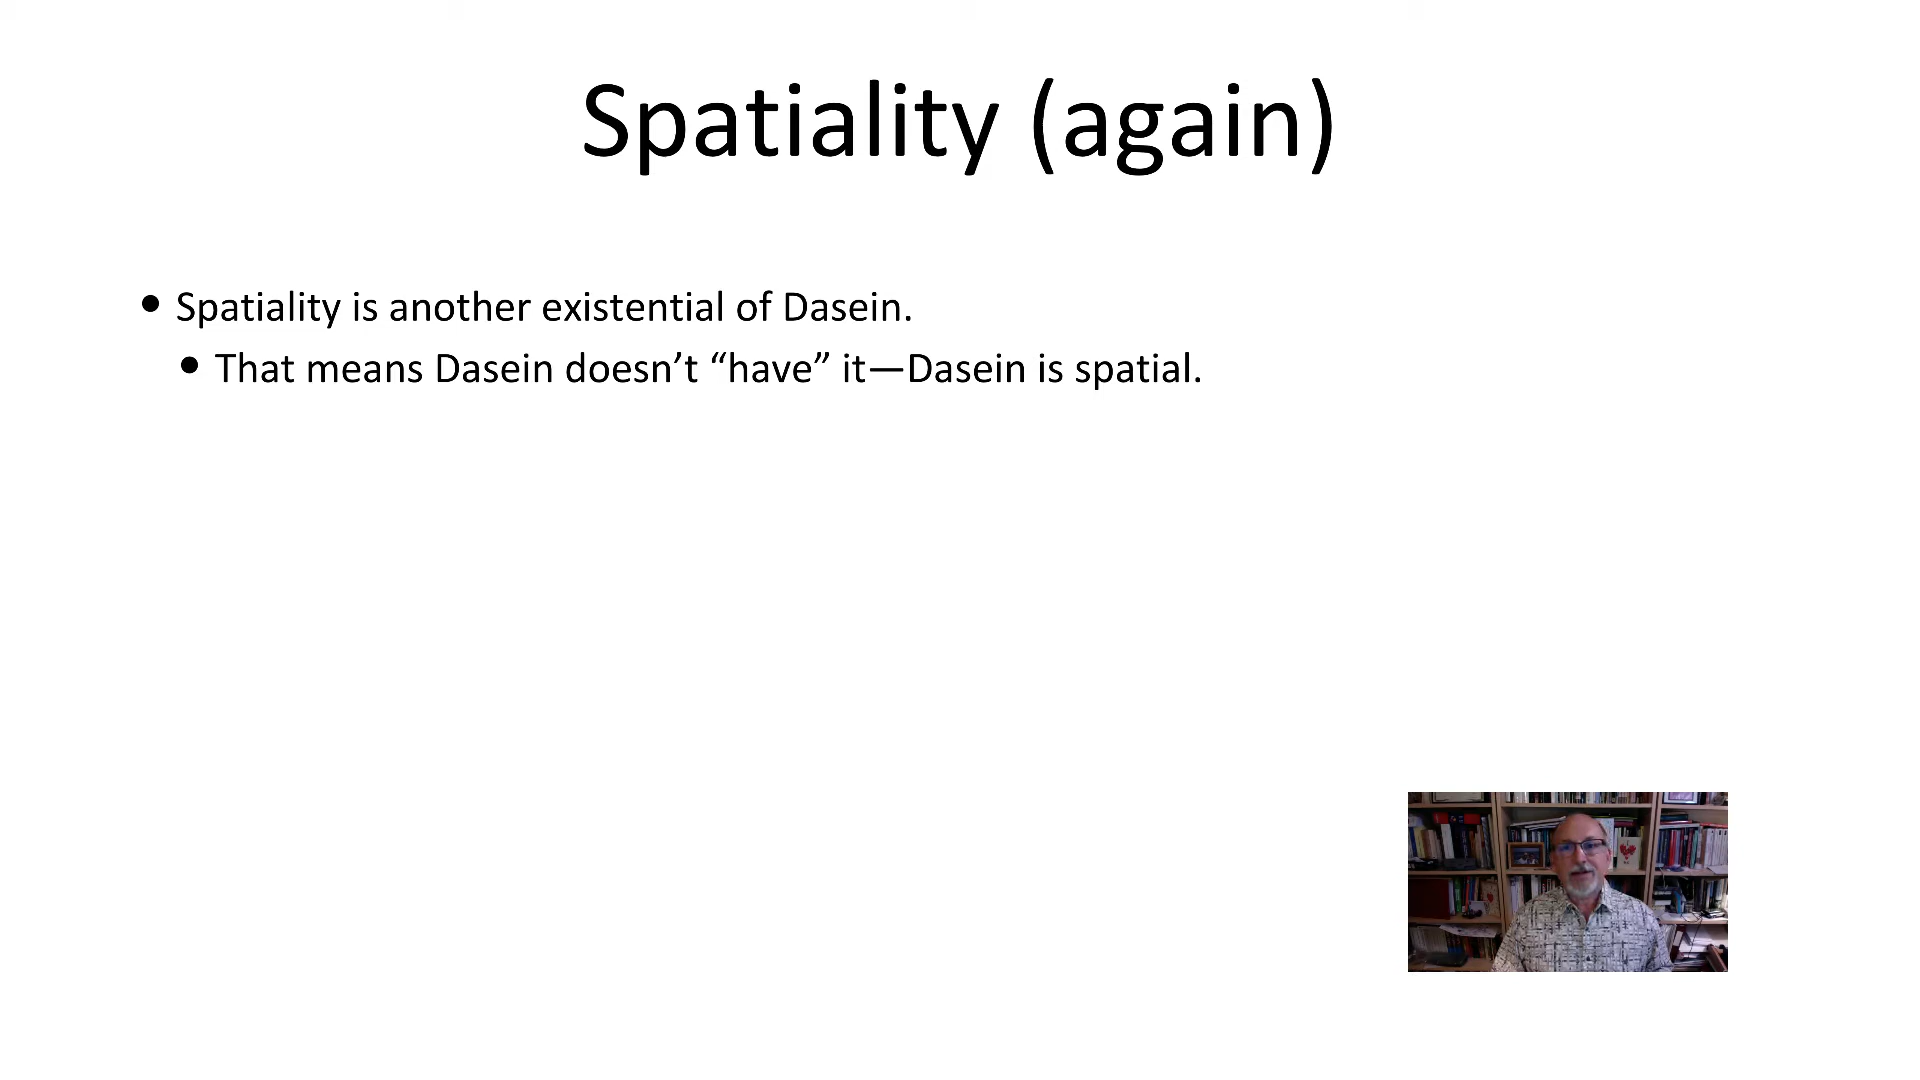 Spatiality (again)
• Spatiality is another existential of Dasein.
• That means Dasein doesn’t “have” it—Dasein is spatial.